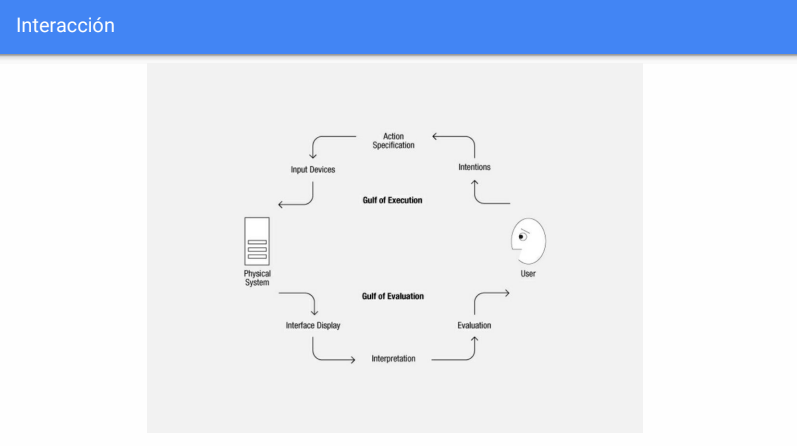 Interacción
Action
Specification
Input Devices
Intentions
Gulf of Execution
Physical
System
User
Gulf of Evaluation
Interface Display
Evaluation
Interpretation